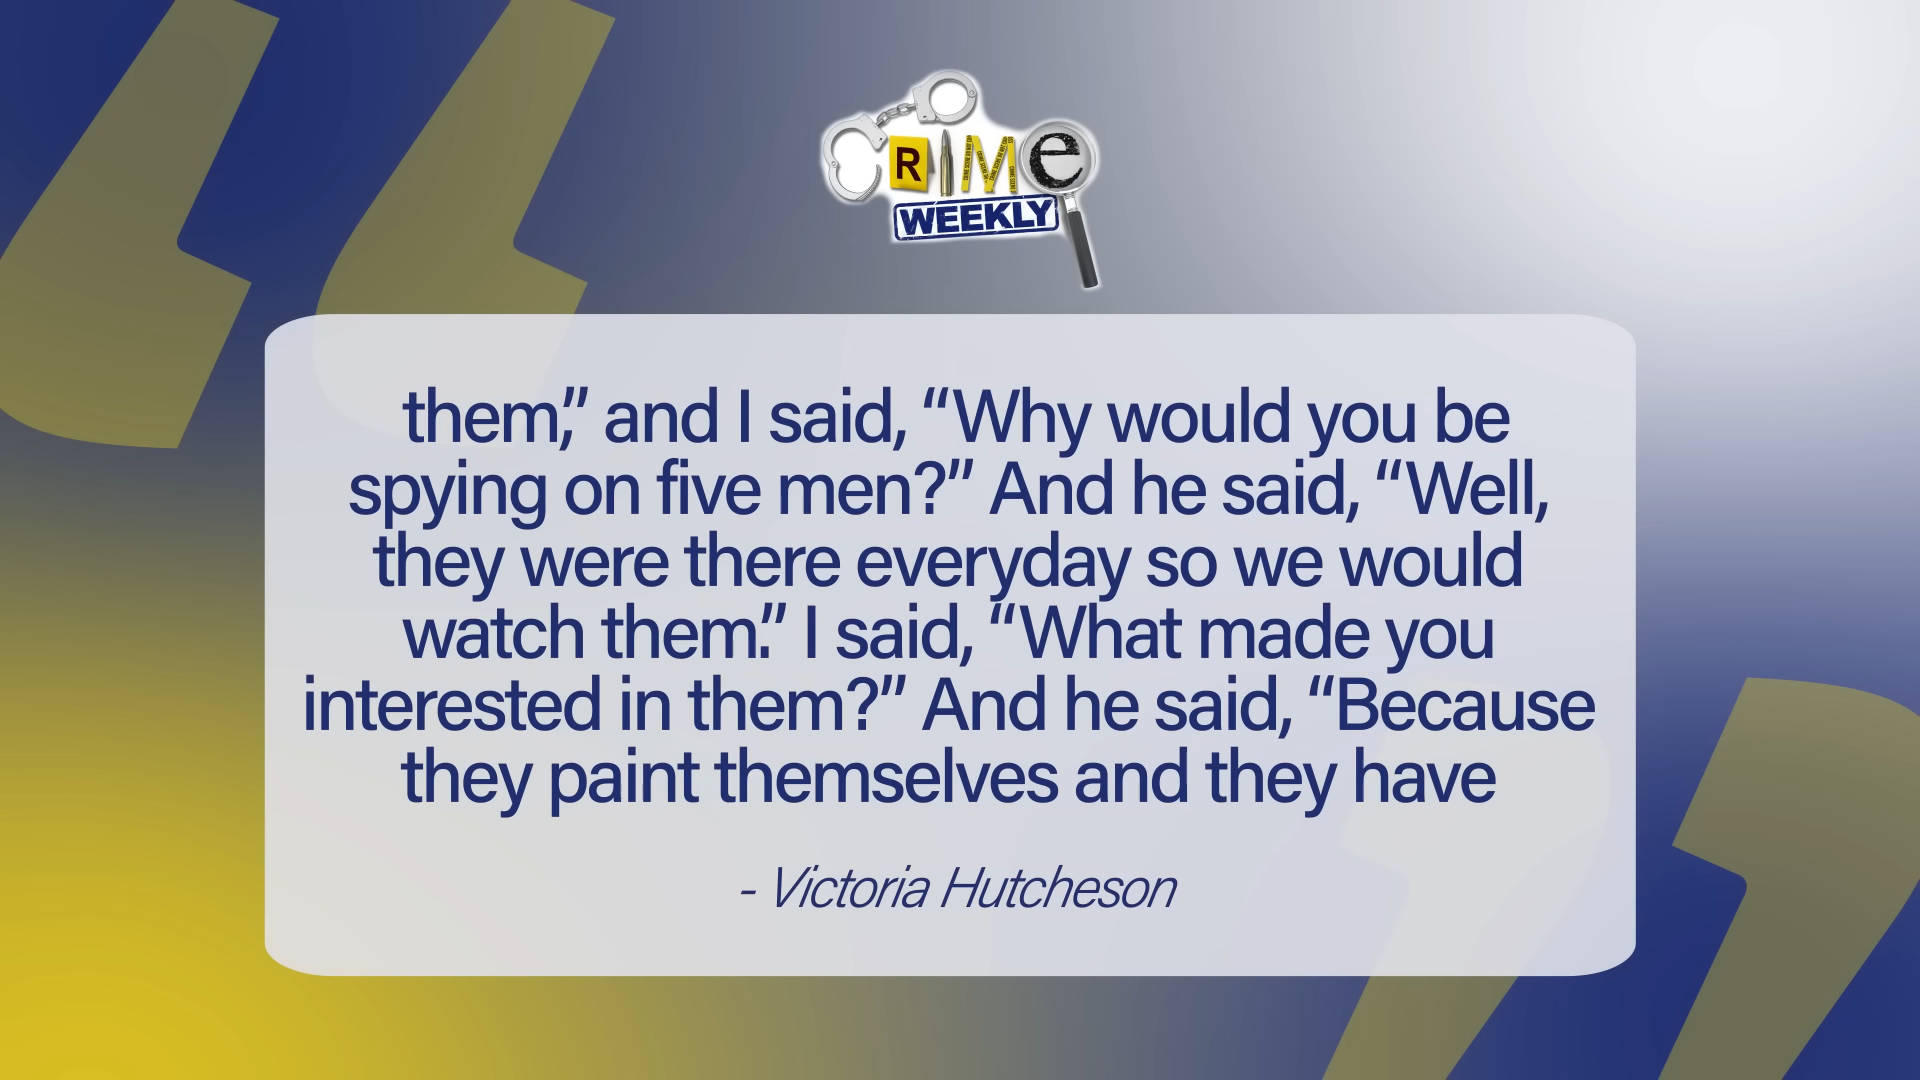 CRIMe
WEEKLY
them,” and I said, “Why would you be
spying on five men?” And he said, “Well,
they were there everyday so we would
watch them.” I said, “What made you
interested in them?” And he said, “Because
they paint themselves and they have
- Victoria Hutcheson